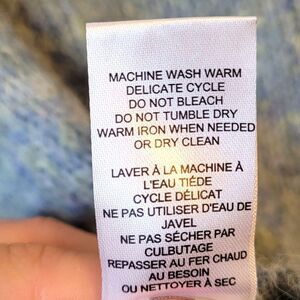 MACHINE WASH WARM
DELICATE CYCLE
DO NOT BLEACH
DO NOT TUMBLE DRY
WARM IRON WHEN NEEDED
OR DRY CLEAN
LAVER À LA MACHINE À
L'EAU TIÈDE
CYCLE DÉLICAT
NE PAS UTILISER D'EAU DE
JAVEL
NE PAS SÉCHER PAR
CULBUTAGE
REPASSER AU FER CHAUD
AU BESOIN
OU NETTOYER À SEC